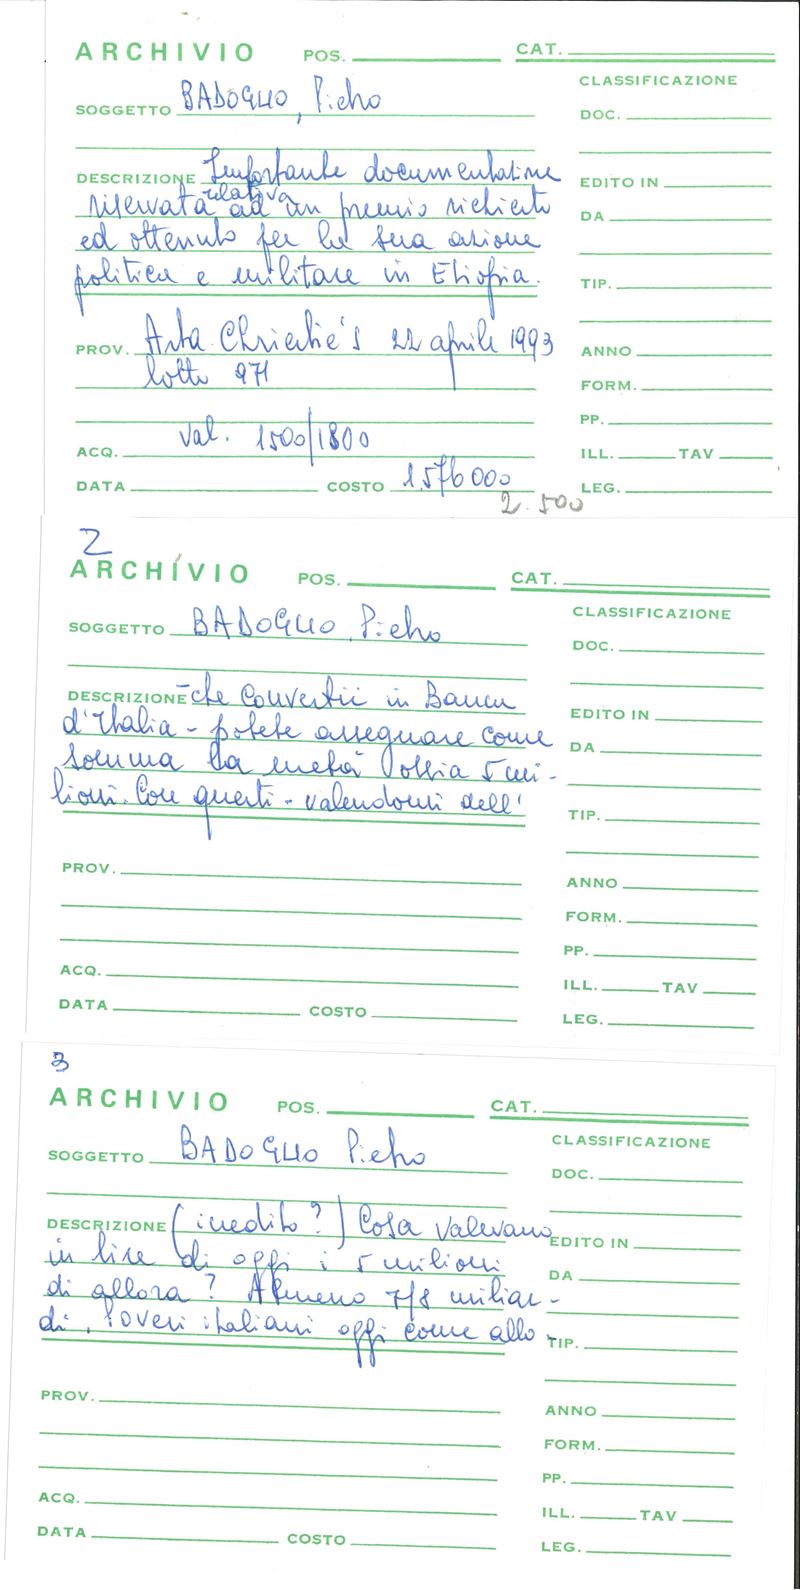 ARCHIVIO POS. CAT.
CLASSIFICAZIONE
SOGGETTO BADOGLIO, Pietro
DOC.
DESCRIZIONE Importante documentazione
EDITO IN
relativa
riservata ad un premio richiesto
DA
ed ottenuto per la sua azione
politica e militare in Etiopia.
TIP.
PROV. Asta Christie's 22 aprile 1993
ANNO
lotto 971
FORM.
PP.
Val. 1500/1800
ACQ.
ILL. TAV
DATA COSTO 1.576000
LEG.
2.500
2
ARCHIVIO POS. CAT.
CLASSIFICAZIONE
SOGGETTO BADOGLIO, Pietro
DOC.
DESCRIZIONE - che convertii in Banca
EDITO IN
d'Italia - potete assegnare come
DA
somma la metà ossia 5 mi-
lioni. Con questi - valendomi dell'
TIP.
PROV.
ANNO
FORM.
PP.
ACQ.
ILL. TAV
DATA COSTO
LEG.
3
ARCHIVIO POS. CAT.
CLASSIFICAZIONE
SOGGETTO BADOGLIO Pietro
DOC.
DESCRIZIONE (inedito?) Cosa valevano
EDITO IN
in lire di oggi i 5 milioni
DA
di allora? Almeno 7/8 miliar-
di. Poveri italiani oggi come allo-
TIP.
PROV.
ANNO
FORM.
PP.
ACQ.
ILL. TAV
DATA COSTO
LEG.